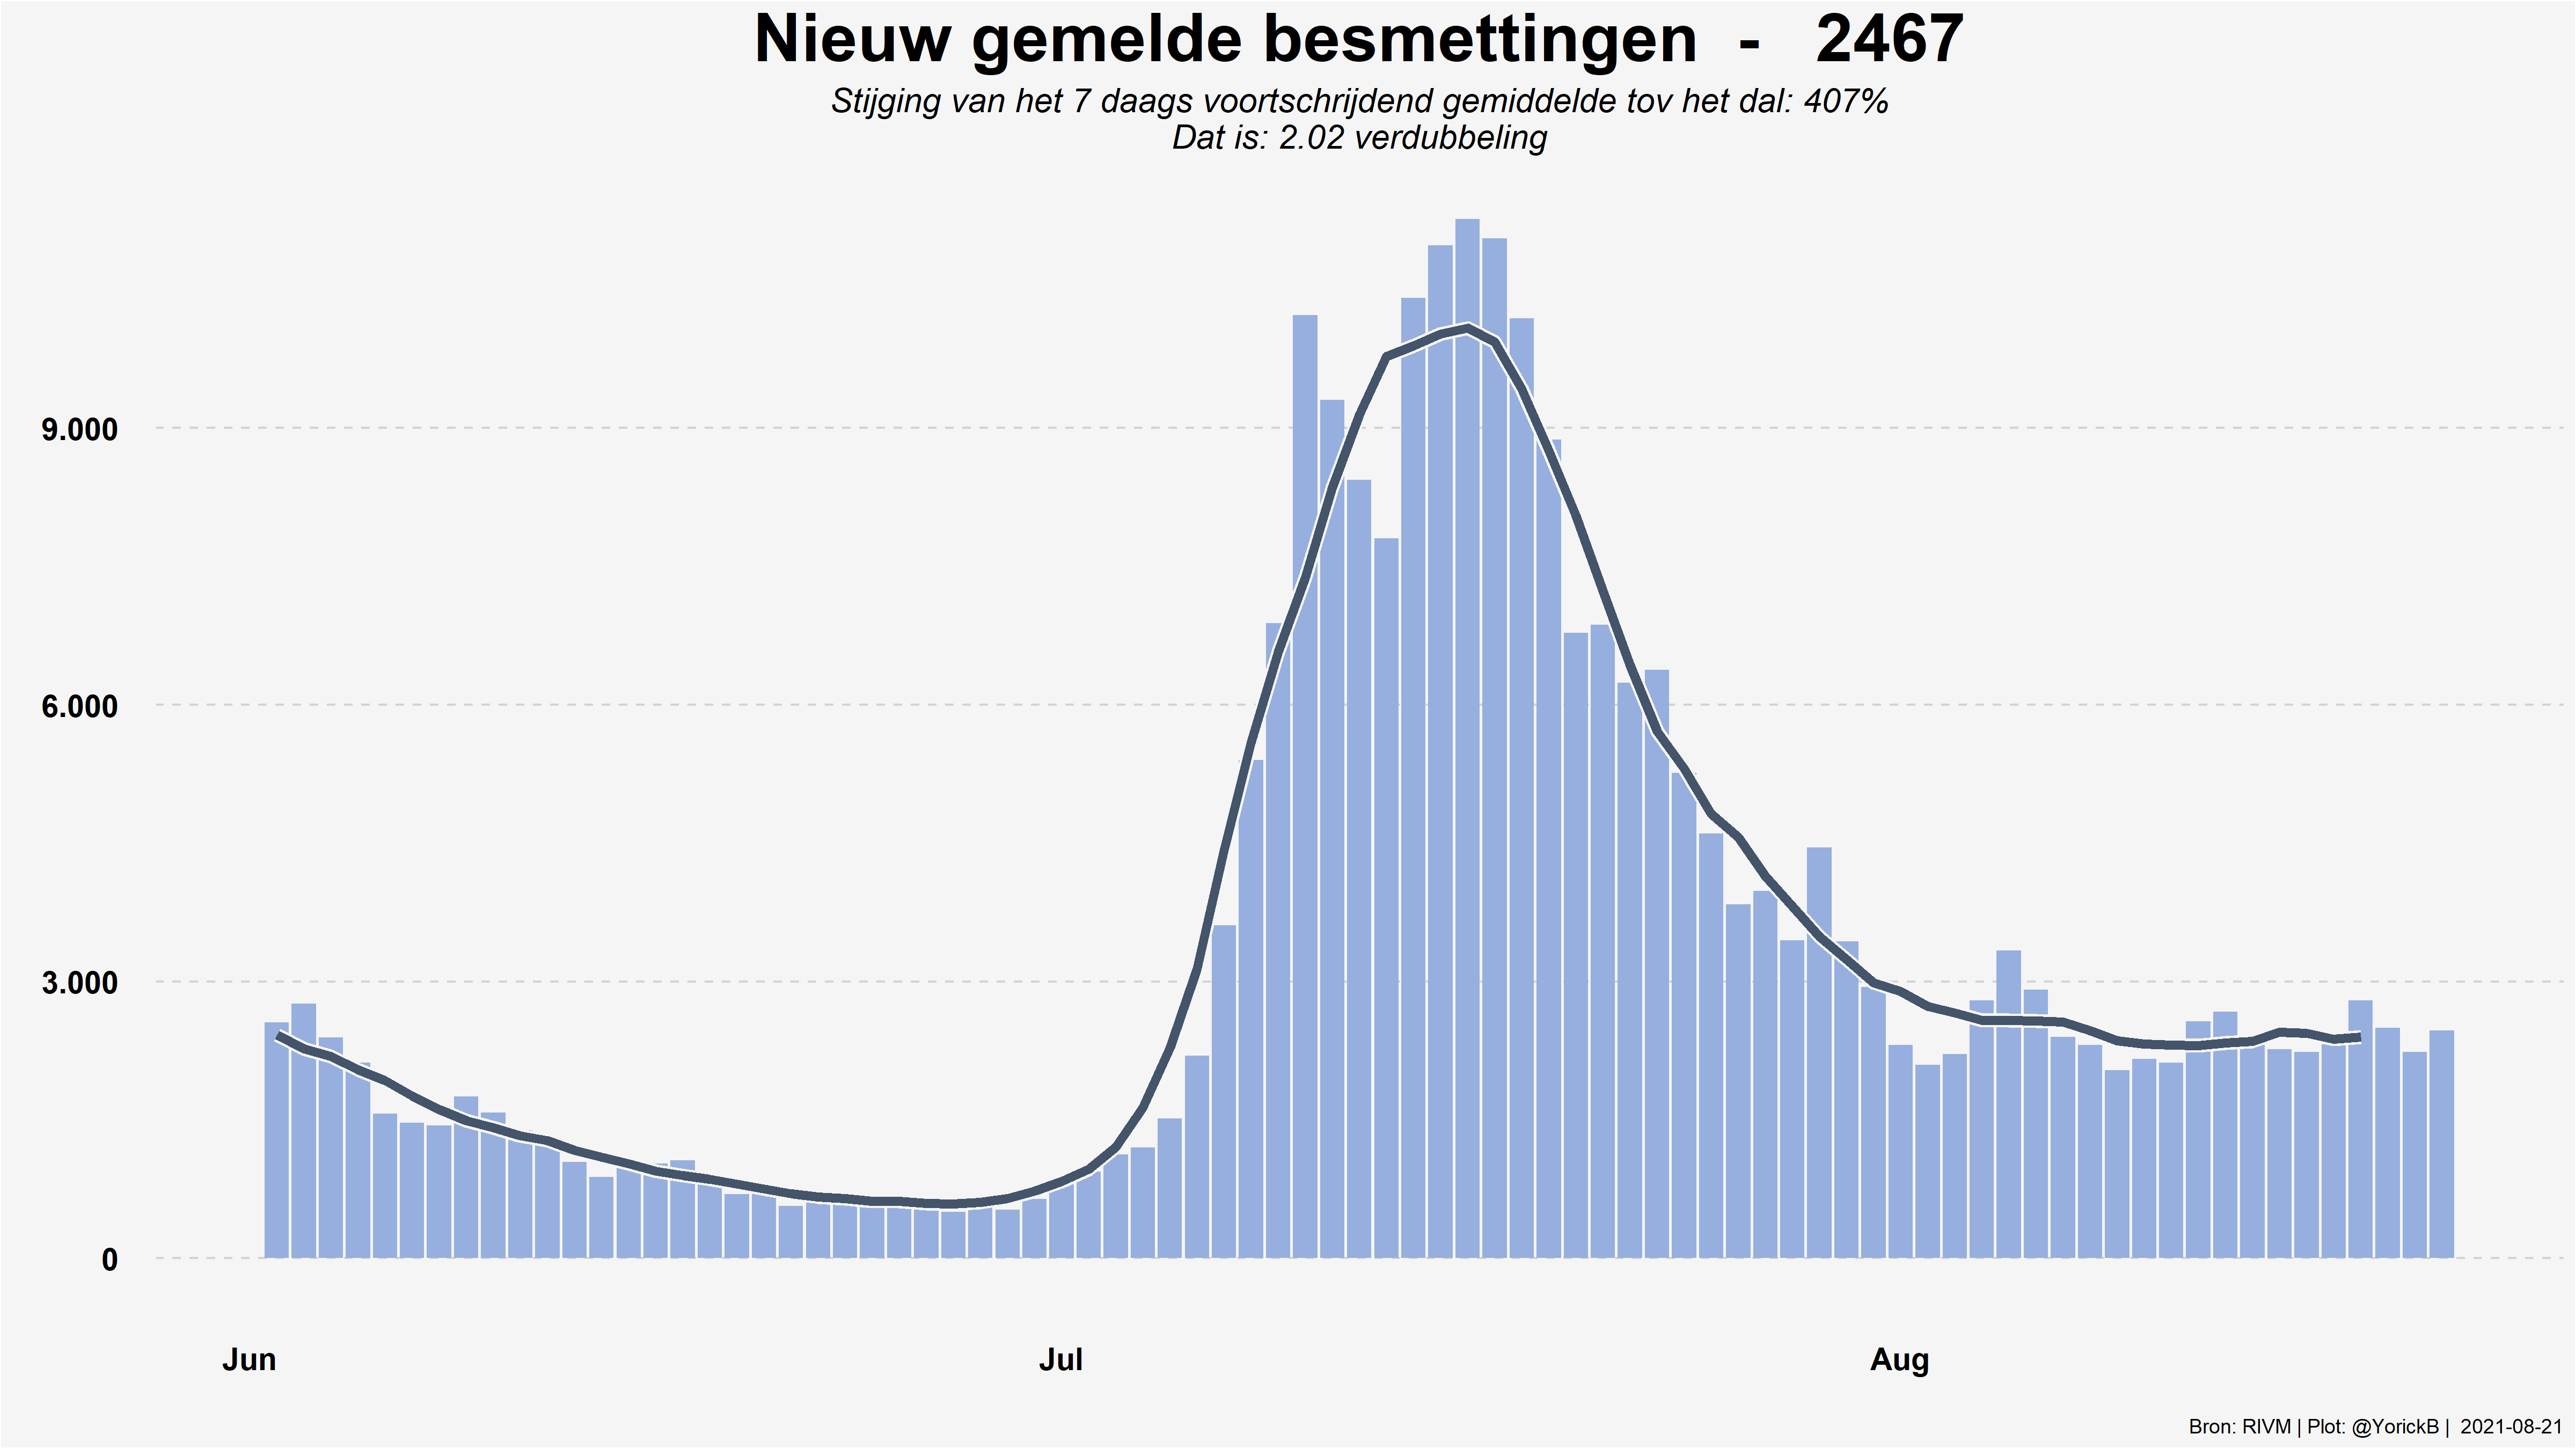 Nieuw gemelde besmettingen - 2467
Stijging van het 7 daags voortschrijdend gemiddelde tov het dal: 407%
Dat is: 2.02 verdubbeling
9.000
6.000
3.000
0
Jun Jul Aug
Bron: RIVM | Plot: @YorickB | 2021-08-21